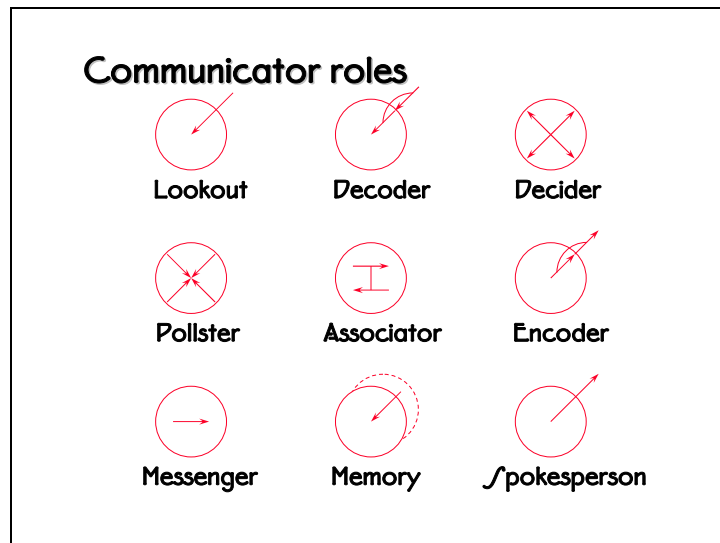 Communicator roles
Lookout
Decoder
Decider
Pollster
Associator
Encoder
Messenger
Memory
Spokesperson